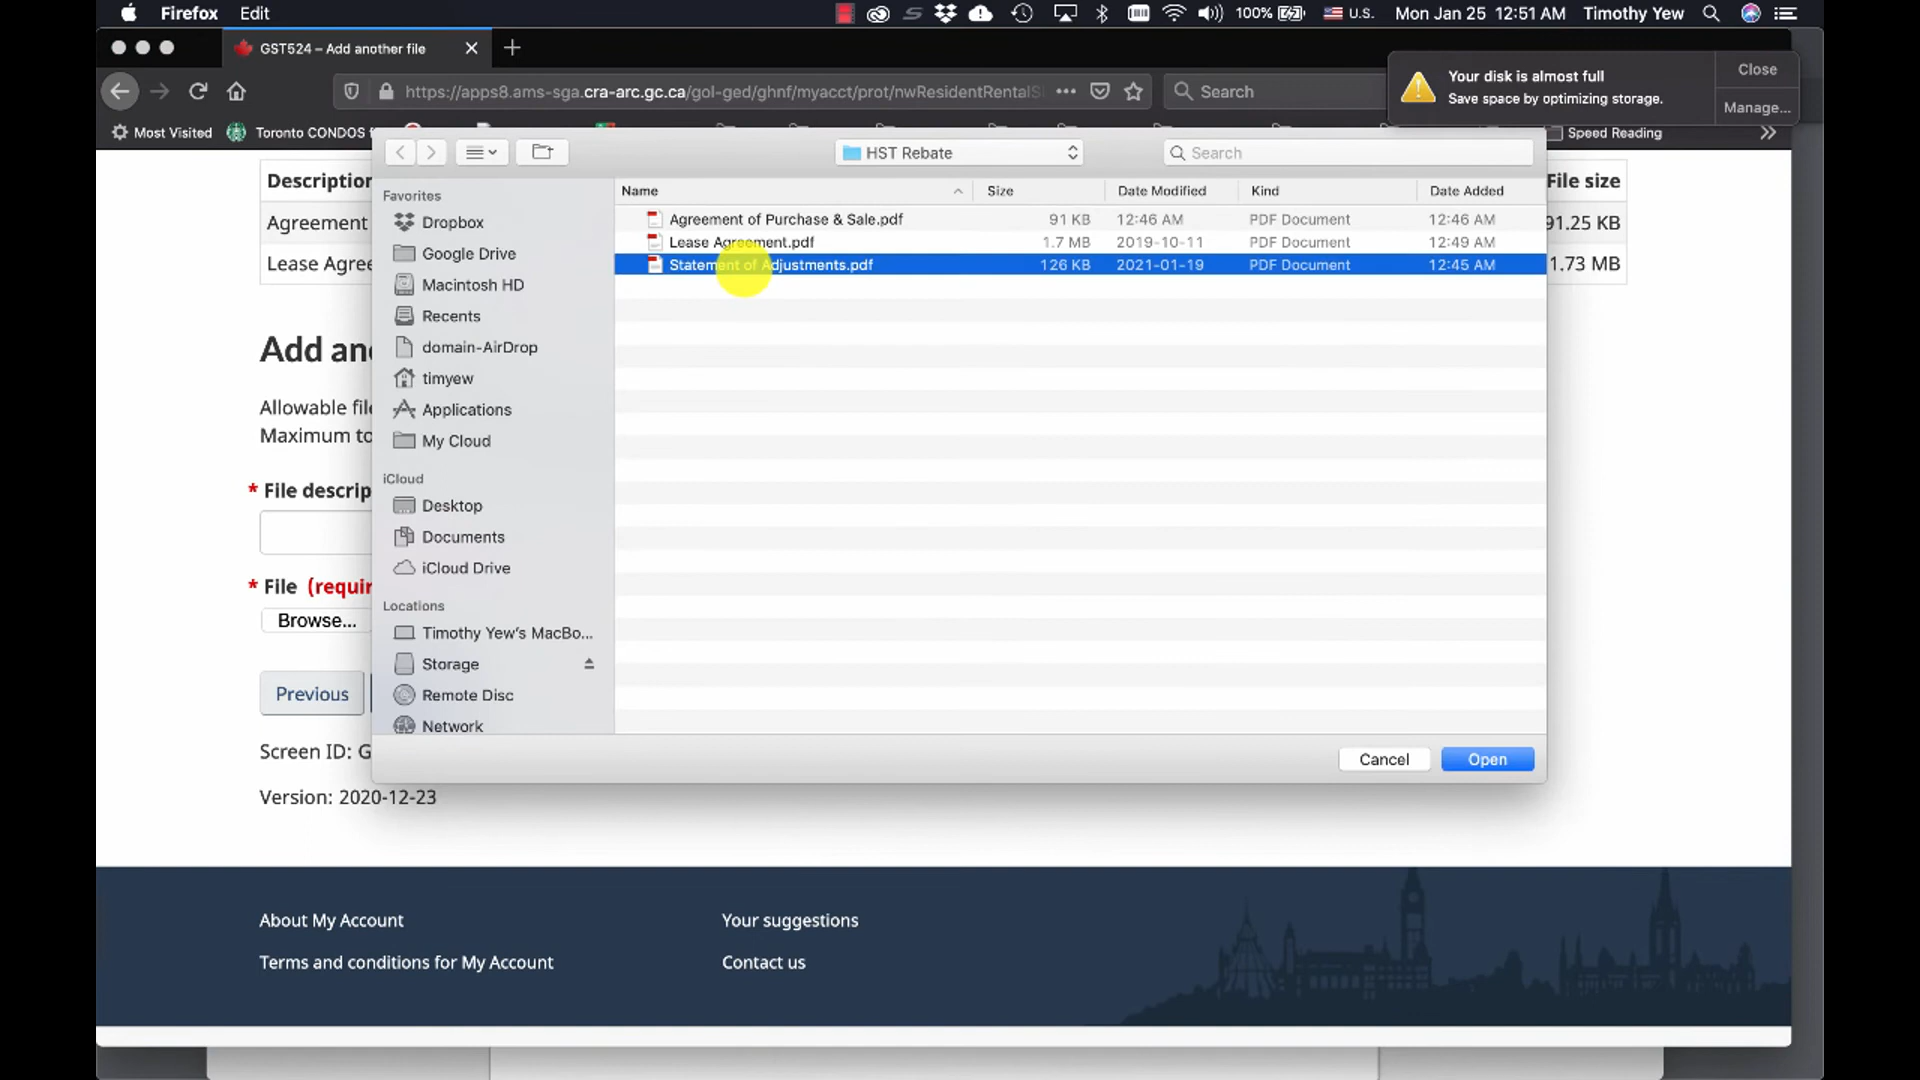 Firefox Edit 100% U.S. Mon Jan 25 12:51 AM Timothy Yew
GST524 – Add another file
https://apps8.ams-sga.cra-arc.gc.ca/gol-ged/ghnf/myacct/prot/nwResidentRentalS Search
Your disk is almost full
Save space by optimizing storage.
Close
Manage...
Most Visited Toronto CONDOS f Speed Reading
HST Rebate Search
Description File size
Agreement 91.25 KB
Lease Agree 1.73 MB
Favorites
Dropbox
Google Drive
Macintosh HD
Recents
domain-AirDrop
timyew
Applications
My Cloud
iCloud
Desktop
Documents
iCloud Drive
Locations
Timothy Yew's MacBo...
Storage
Remote Disc
Network
Name Size Date Modified Kind Date Added
Agreement of Purchase & Sale.pdf 91 KB 12:46 AM PDF Document 12:46 AM
Lease Agreement.pdf 1.7 MB 2019-10-11 PDF Document 12:49 AM
Statement of Adjustments.pdf 126 KB 2021-01-19 PDF Document 12:45 AM
Cancel Open
Add an
Allowable file
Maximum to
* File descrip
* File (requir
Browse...
Previous
Screen ID: G
Version: 2020-12-23
About My Account
Your suggestions
Terms and conditions for My Account
Contact us